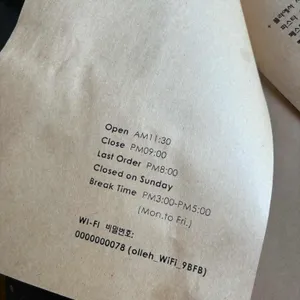 Open AM11:30
Close PM09:00
Last Order PM8:00
Closed on Sunday
Break Time PM3:00-PM5:00
(Mon.to Fri.)
Wi-Fi 비밀번호:
0000000078 (olleh_WiFi_9BFB)